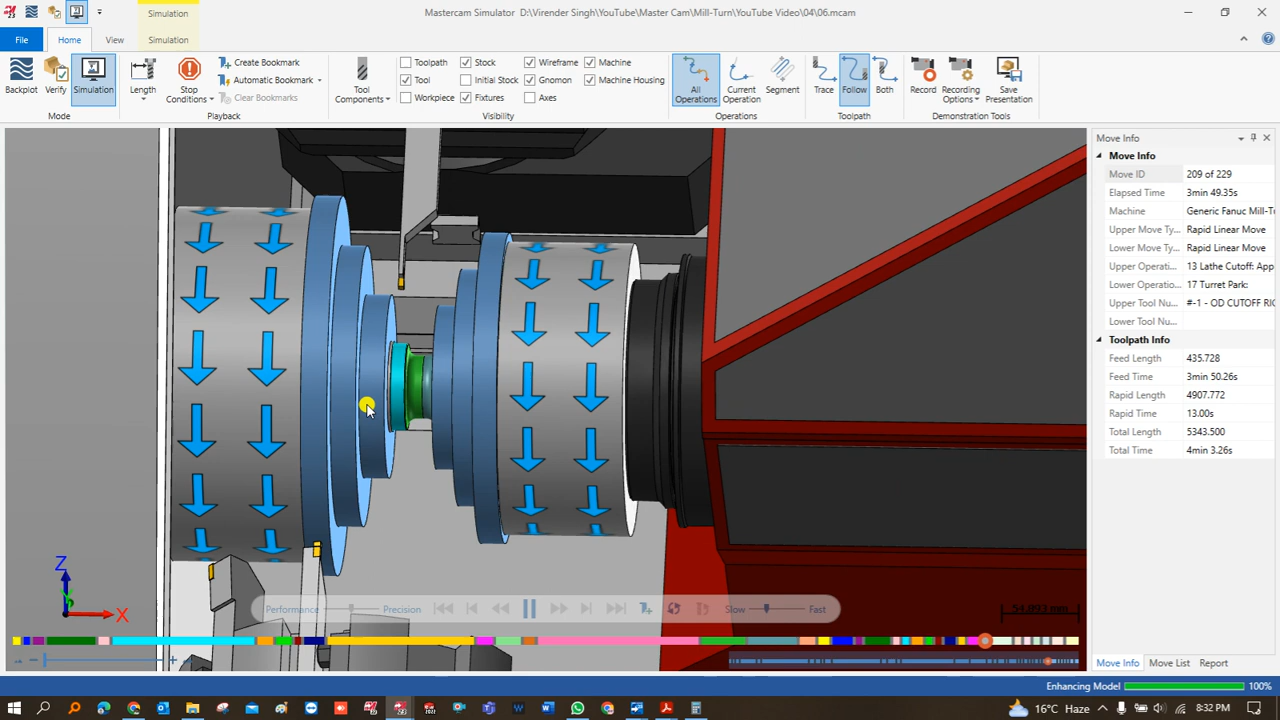 Simulation
Mastercam Simulator D:\Virender Singh\YouTube\Master Cam\Mill-Turn\YouTube Video\04\06.mcam
File
Home
View
Simulation
Backplot
Verify
Simulation
Mode
Length
Stop Conditions
Create Bookmark
Automatic Bookmark
Clear Bookmarks
Playback
Tool Components
Toolpath
Tool
Workpiece
Stock
Initial Stock
Fixtures
Wireframe
Gnomon
Axes
Machine
Machine Housing
Visibility
All Operations
Current Operation
Segment
Operations
Trace
Follow
Both
Toolpath
Record
Recording Options
Save Presentation
Demonstration Tools
Move Info
Move Info
Move ID 209 of 229
Elapsed Time 3min 49.35s
Machine Generic Fanuc Mill-T
Upper Move Ty... Rapid Linear Move
Lower Move Ty... Rapid Linear Move
Upper Operati... 13 Lathe Cutoff: App
Lower Operatio... 17 Turret Park:
Upper Tool Nu... #-1 - OD CUTOFF RI
Lower Tool Nu...
Toolpath Info
Feed Length 435.728
Feed Time 3min 50.26s
Rapid Length 4907.772
Rapid Time 13.00s
Total Length 5343.500
Total Time 4min 3.26s
Z
X
Performance
Precision
Slow
Fast
54.093 mm
Move Info
Move List
Report
Enhancing Model 100%
16°C Haze
8:32 PM